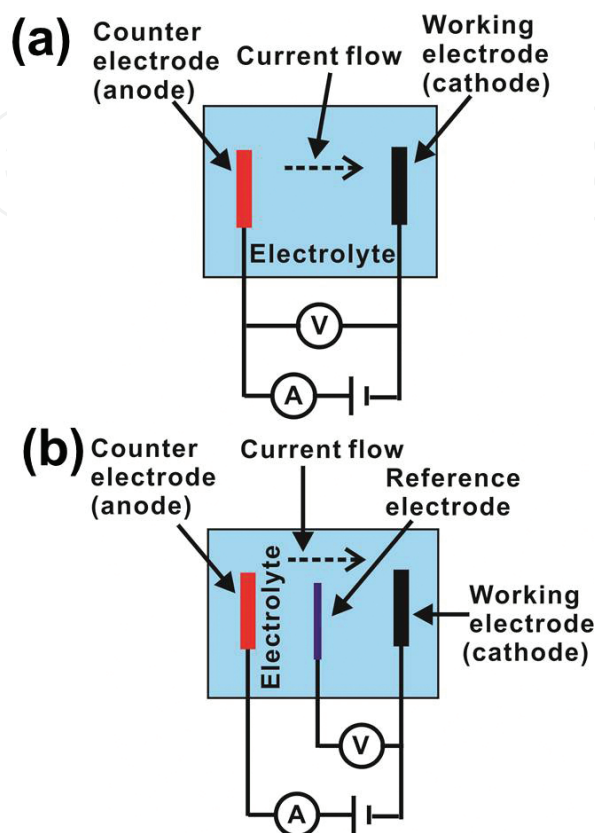 (a)
Counter
electrode
(anode)
Current flow
Working
electrode
(cathode)
Electrolyte
V
A
(b)
Counter
electrode
(anode)
Current flow
Reference
electrode
Electrolyte
Working
electrode
(cathode)
V
A